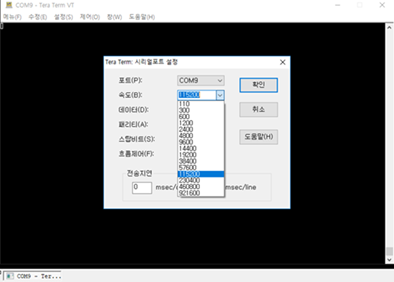 COM9 - Tera Term VT
메뉴(F) 수정(E) 설정(S) 제어(O) 창(W) 도움말(H)
Tera Term: 시리얼포트 설정
포트(P): COM9 확인
속도(B): 115200
110
데이터(D): 300 취소
600
패리티(A): 1200
2400
스탑비트(S): 4800 도움말(H)
9600
흐름제어(F): 14400
19200
38400
57600
전송지연 115200
230400
0 msec/c 460800 msec/line
921600
COM9 - Ter...